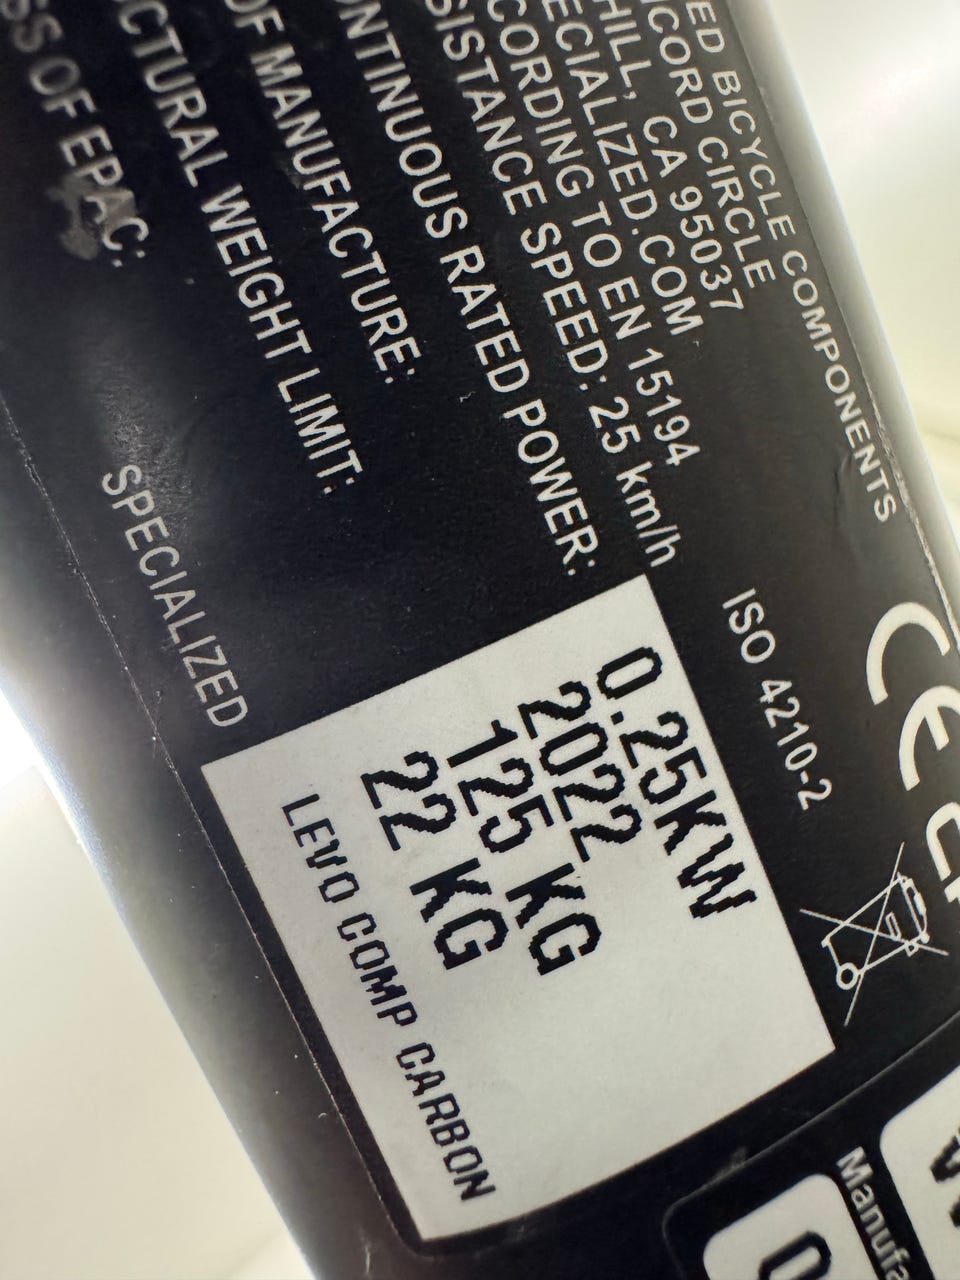 ED BICYCLE COMPONENTS
CORD CIRCLE
HILL, CA 95037
ECIALIZED.COM
CORDING TO EN 15194
SISTANCE SPEED: 25 km/h
ONTINUOUS RATED POWER: 0.25KW
OF MANUFACTURE: 2022
CTURAL WEIGHT LIMIT: 125 KG
SS OF EPAC: 22 KG
SPECIALIZED LEVO COMP CARBON
ISO 4210-2
CE
Manufa
0